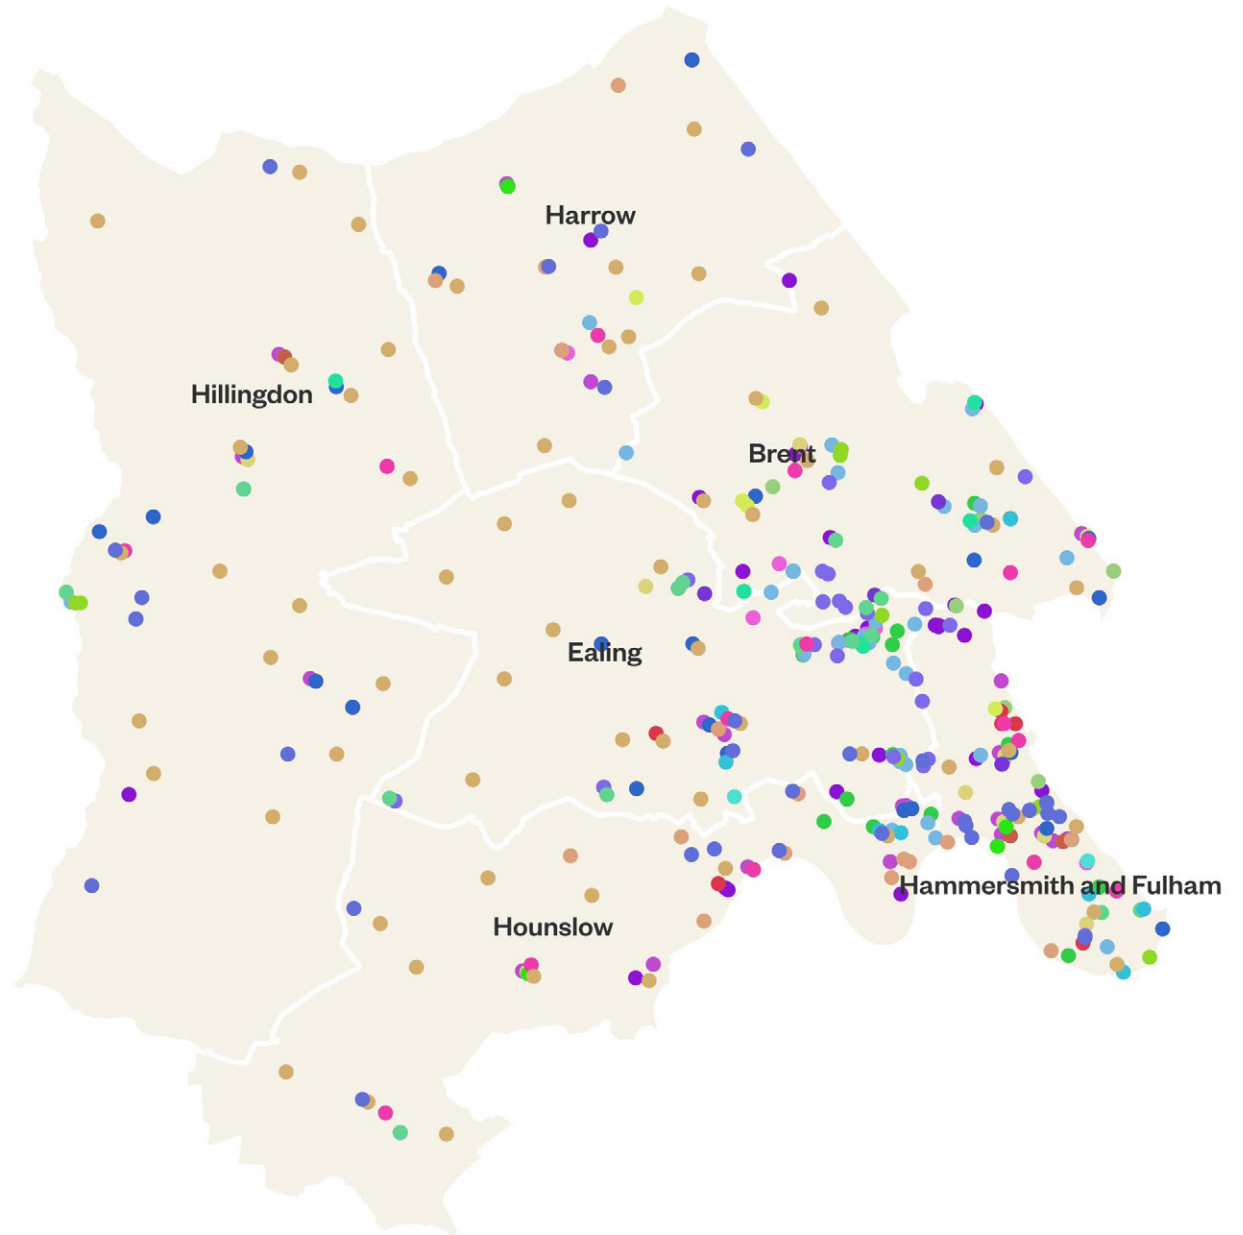 Harrow
Hillingdon
Brent
Ealing
Hammersmith and Fulham
Hounslow